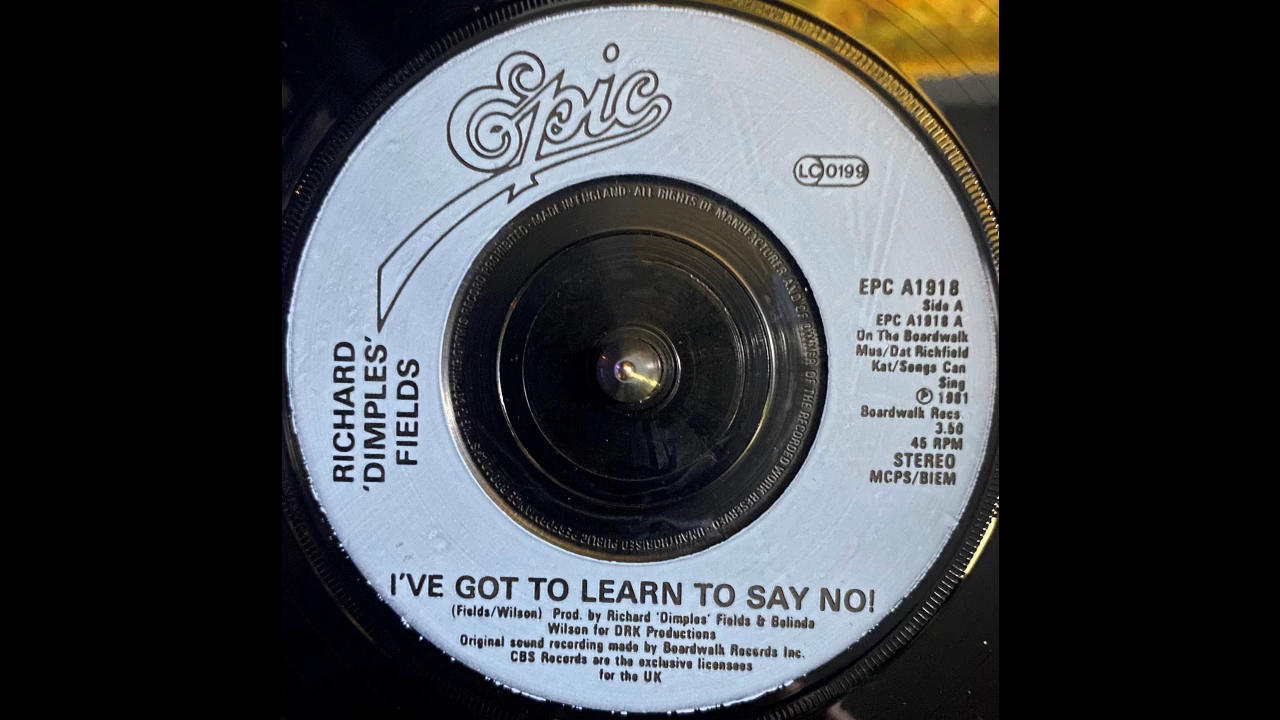 Epic
LC 0199
EPC A1918
Side A
EPC A1918 A
On The Boardwalk
Mus/Dat Richfield
Kat/Songs Can
Sing
Ⓟ 1981
Boardwalk Recs
3.50
45 RPM
STEREO
MCPS/BIEM
RICHARD
'DIMPLES'
FIELDS
I'VE GOT TO LEARN TO SAY NO!
(Fields/Wilson) Prod. by Richard 'Dimples' Fields & Belinda
Wilson for DRK Productions
Original sound recording made by Boardwalk Records Inc.
CBS Records are the exclusive licensees
for the UK
MADE IN ENGLAND · ALL RIGHTS OF MANUFACTURER AND OF OWNER OF THE RECORDED WORK RESERVED · UNAUTHORISED PUBLIC PERFORMANCE THIS RECORD PROHIBITED ·